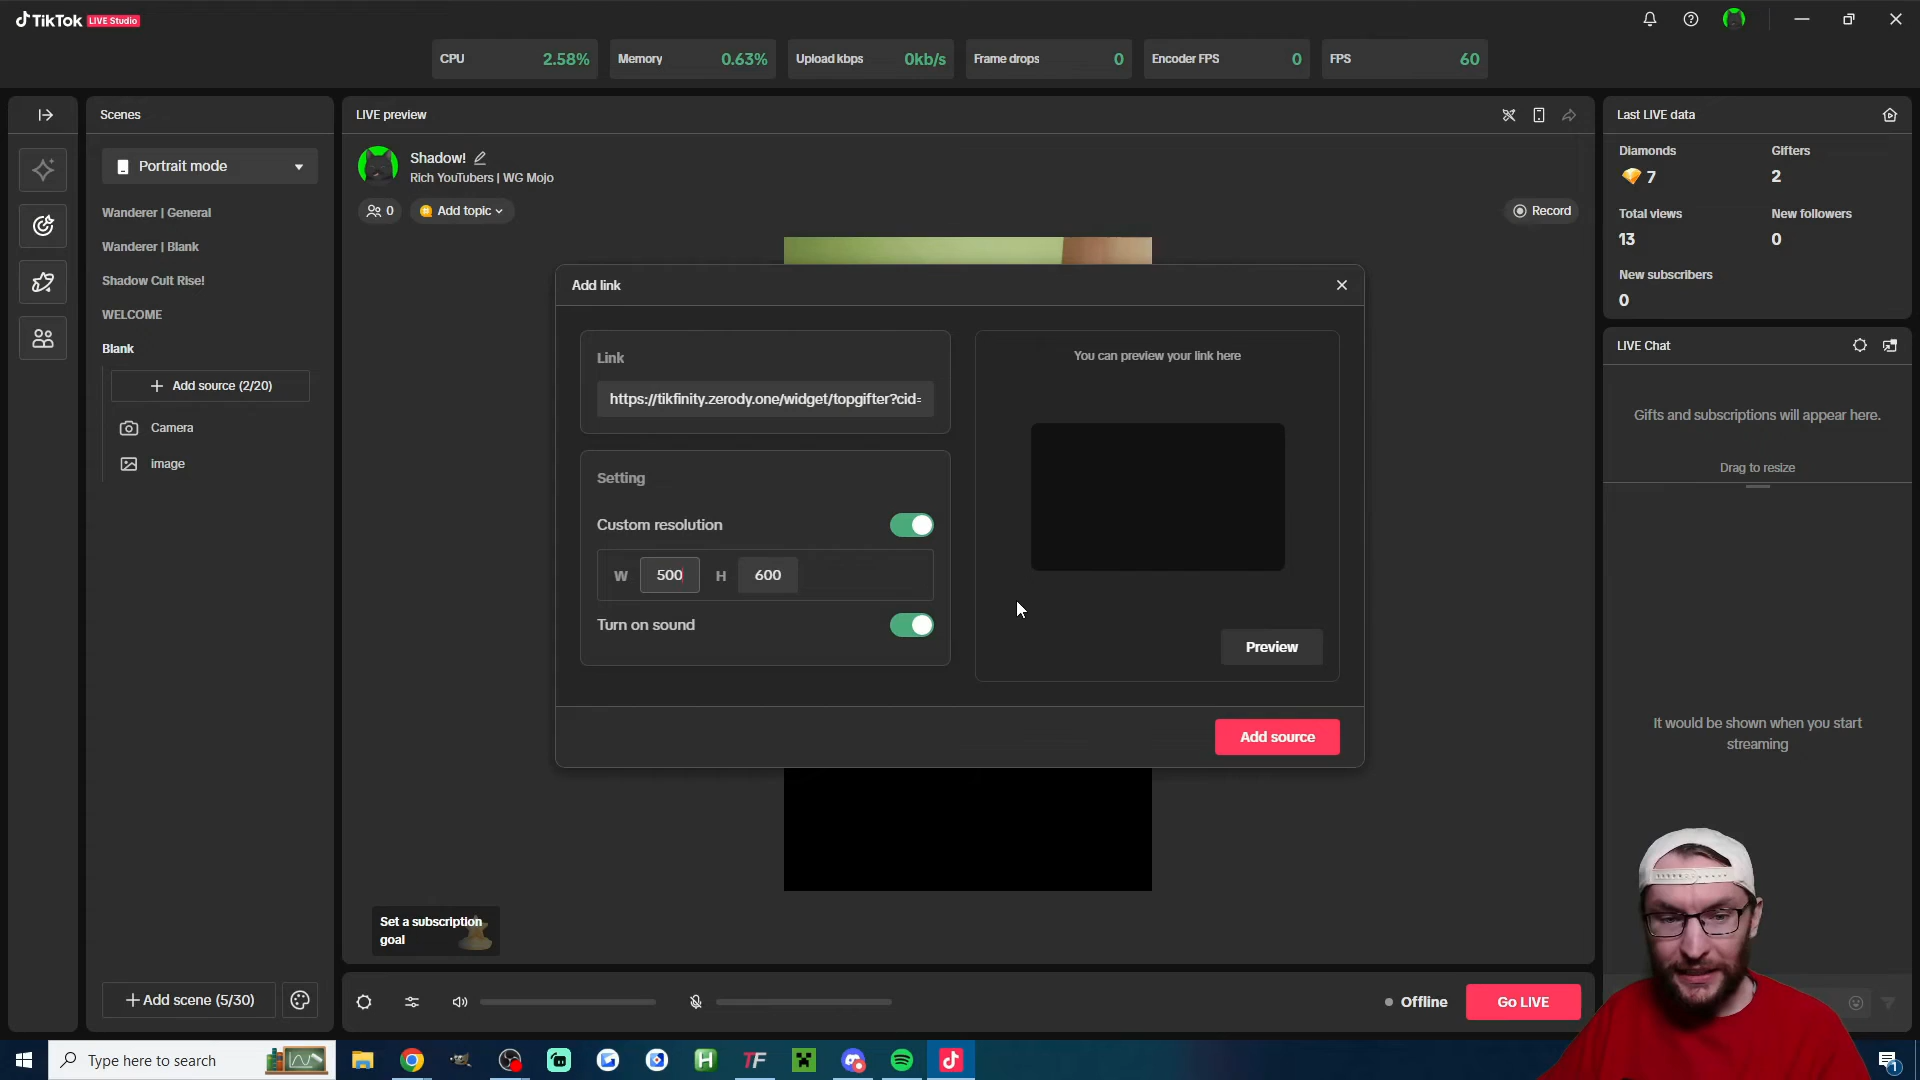 TikTok LIVE Studio
CPU 2.58%
Memory 0.63%
Upload kbps 0kb/s
Frame drops 0
Encoder FPS 0
FPS 60
Scenes
Portrait mode
Wanderer | General
Wanderer | Blank
Shadow Cult Rise!
WELCOME
Blank
+ Add source (2/20)
Camera
image
+ Add scene (5/30)
LIVE preview
Shadow!
Rich YouTubers | WG Mojo
0
Add topic
Record
Add link
Link
https://tikfinity.zerody.one/widget/topgifter?cid=
Setting
Custom resolution
W 500 H 600
Turn on sound
You can preview your link here
Preview
Add source
Set a subscription
goal
Offline
Go LIVE
Last LIVE data
Diamonds
7
Gifters
2
Total views
13
New followers
0
New subscribers
0
LIVE Chat
Gifts and subscriptions will appear here.
Drag to resize
It would be shown when you start
streaming
Type here to search
H
TF
1